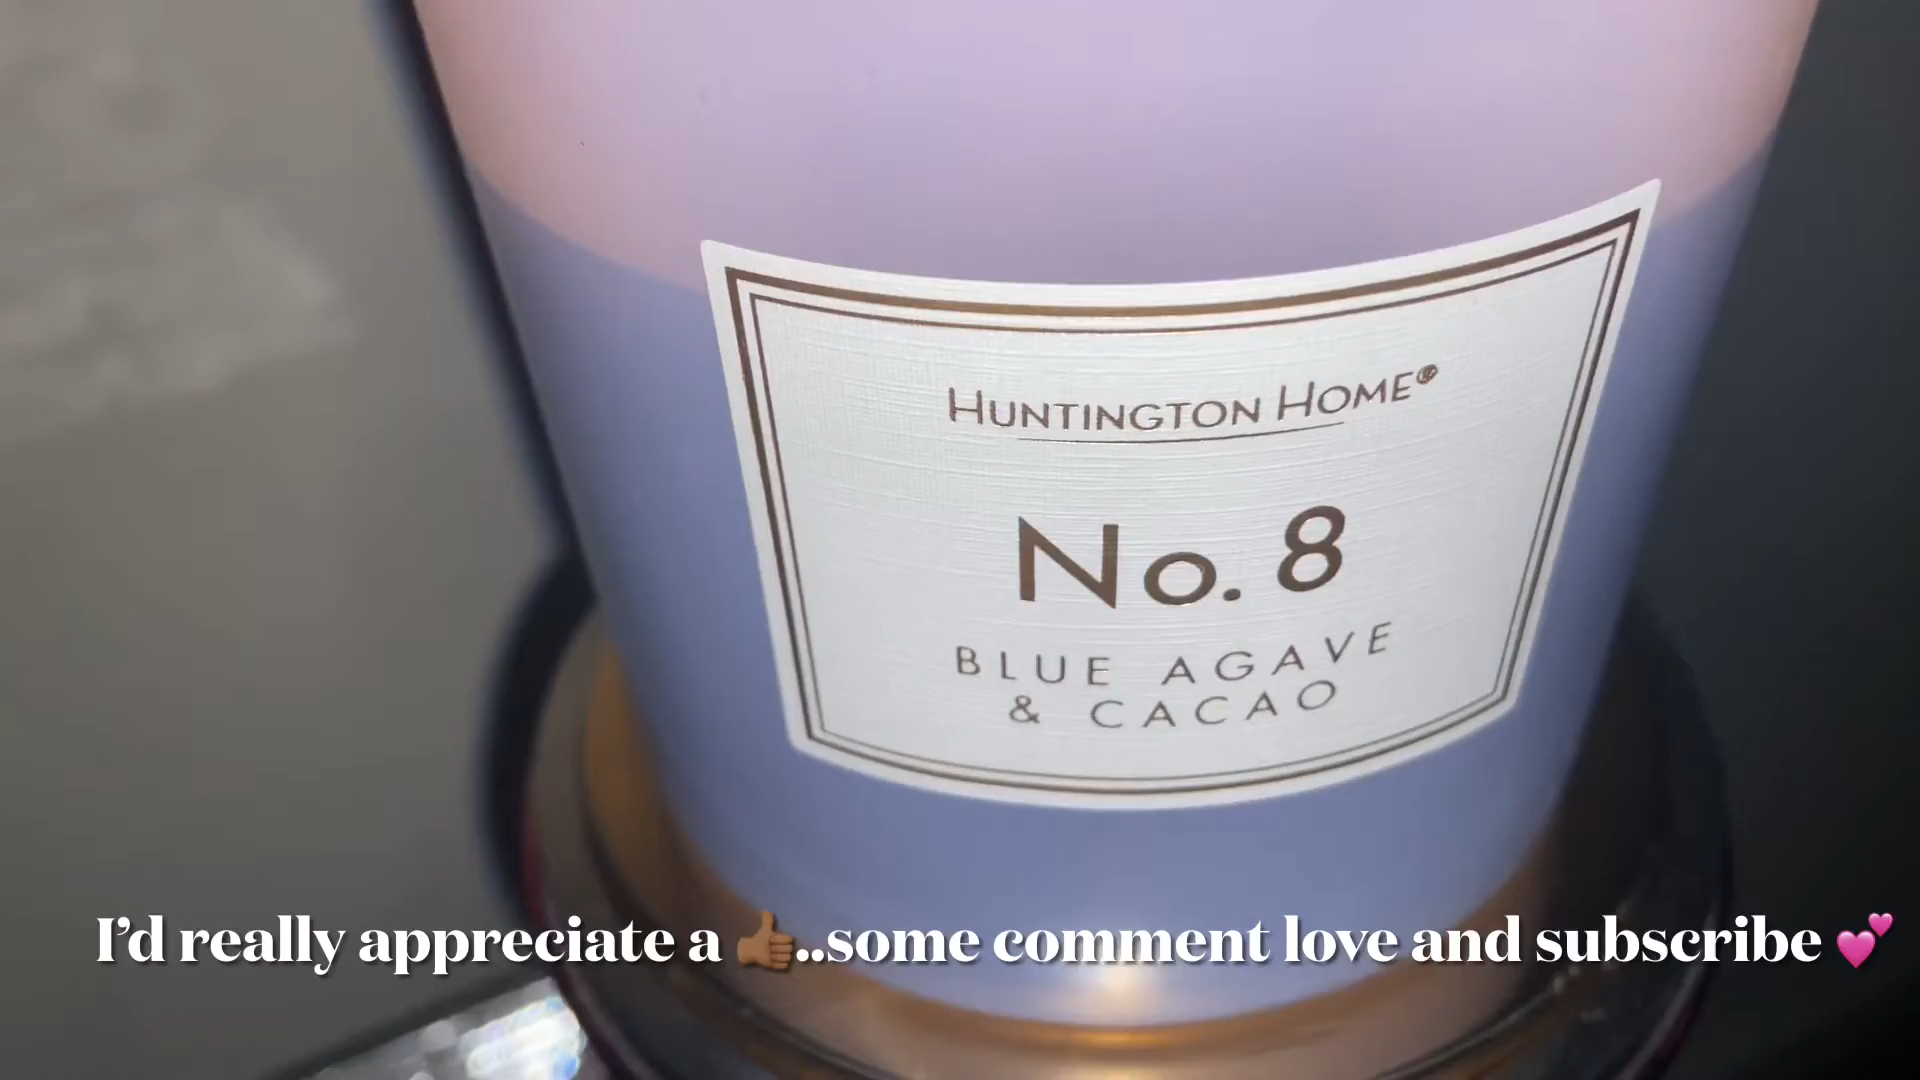 HUNTINGTON HOME®
No. 8
BLUE AGAVE
& CACAO
I'd really appreciate a 👍🏾..some comment love and subscribe 💕